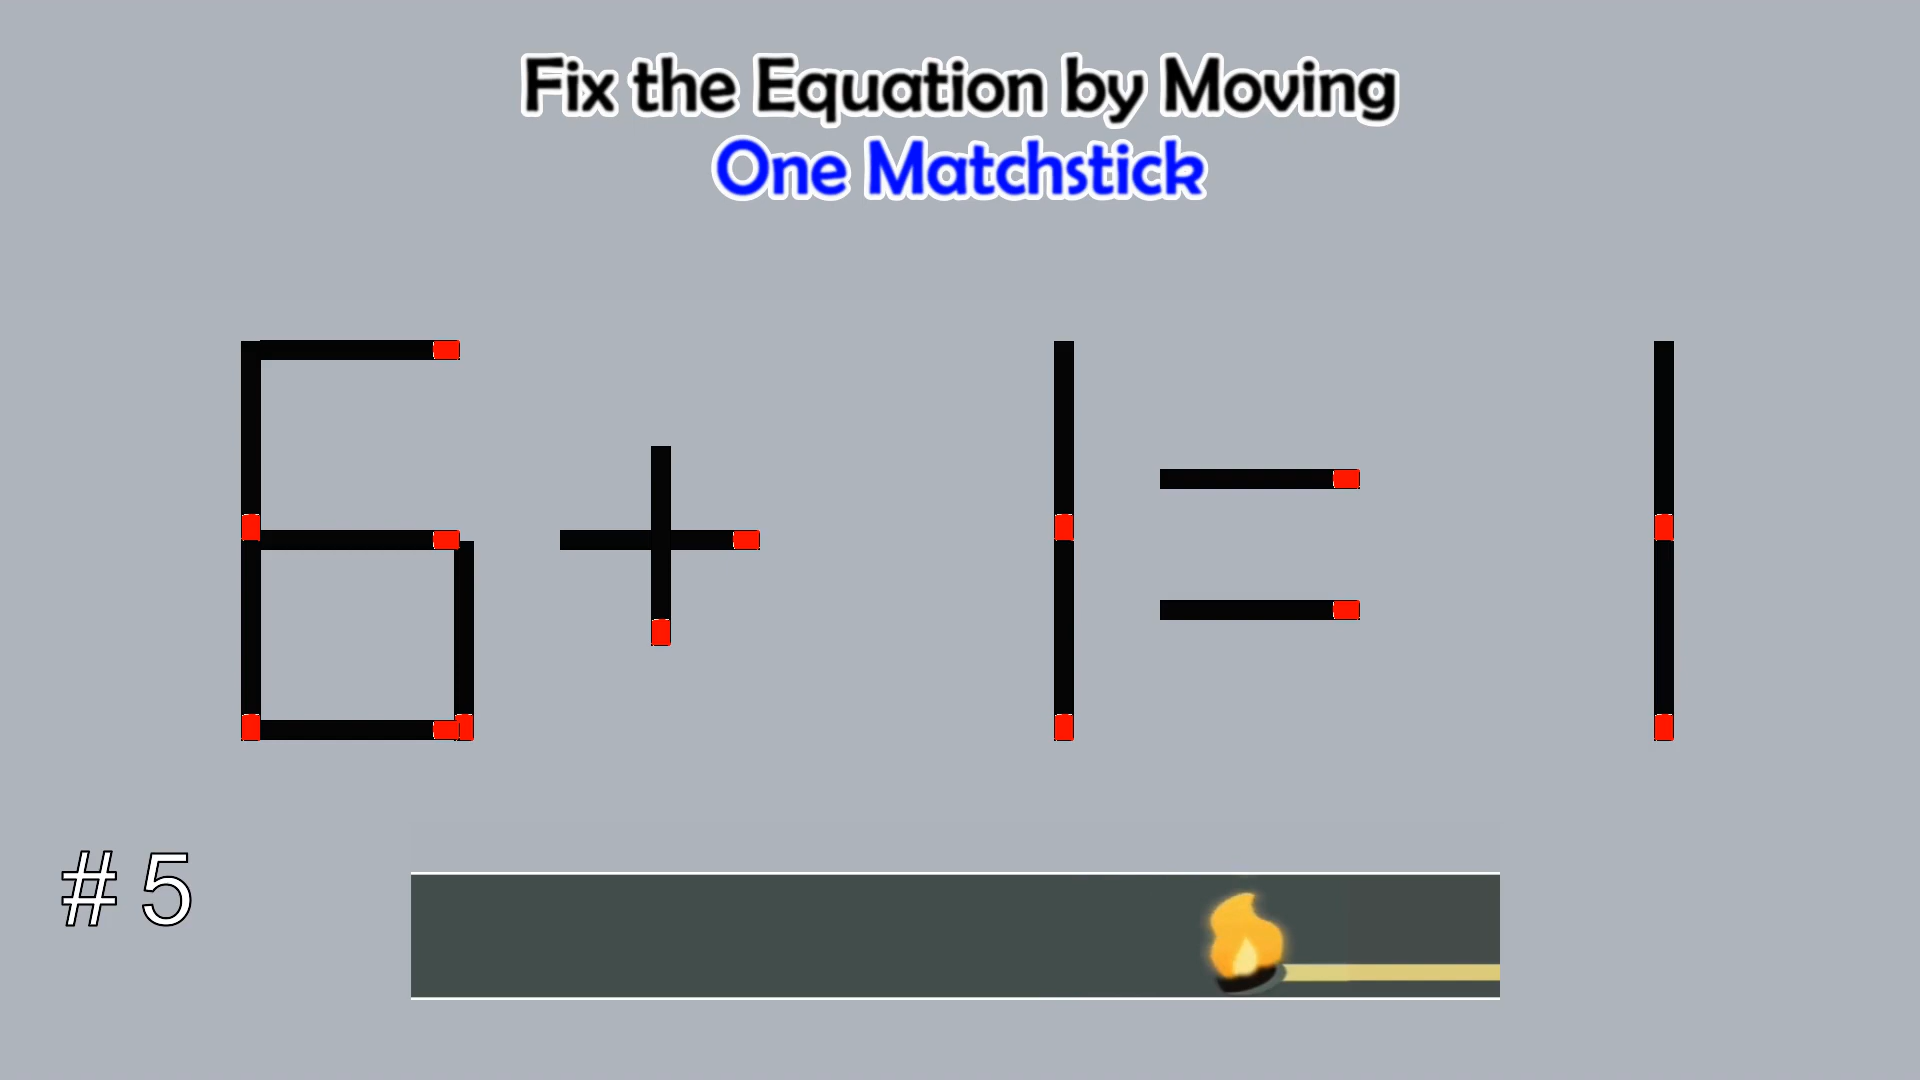 Fix the Equation by Moving
One Matchstick
6 + 1 = 1
# 5